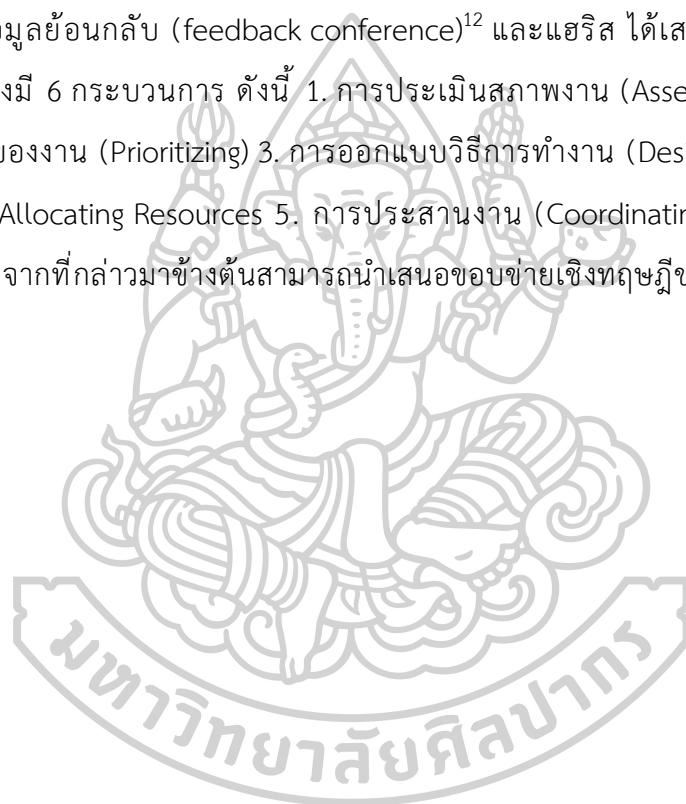 อมูลย้อนกลับ (feedback conference)12 และแฮริส ได้เส
งมี 6 กระบวนการ ดังนี้ 1. การประเมินสภาพงาน (Asse
ของงาน (Prioritizing) 3. การออกแบบวิธีการทำงาน (Des
Allocating Resources 5. การประสานงาน (Coordinatin
จากที่กล่าวมาข้างต้นสามารถนำเสนอขอบข่ายเชิงทฤษฎีข
มหาวิทยาลัยศิลปากร